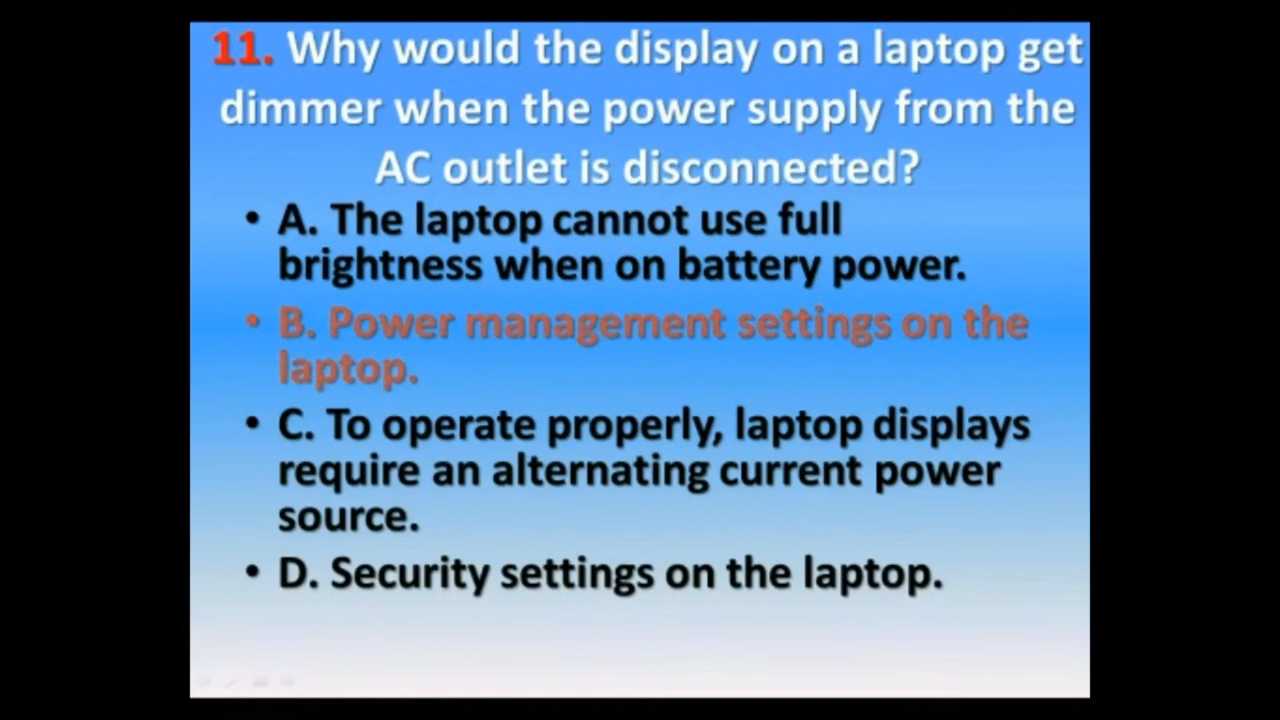 11. Why would the display on a laptop get
dimmer when the power supply from the
AC outlet is disconnected?
• A. The laptop cannot use full
brightness when on battery power.
• B. Power management settings on the
laptop.
• C. To operate properly, laptop displays
require an alternating current power
source.
• D. Security settings on the laptop.